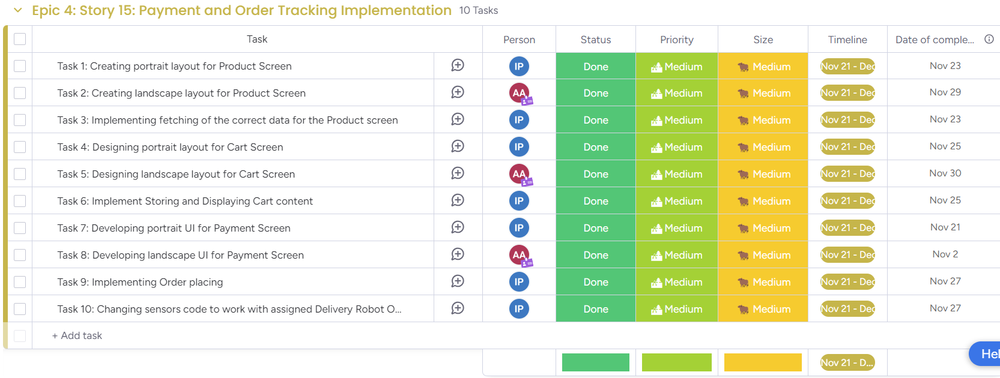 Epic 4: Story 15: Payment and Order Tracking Implementation 10 Tasks
Task Person Status Priority Size Timeline Date of comple...
Task 1: Creating portrait layout for Product Screen IP Done Medium Medium Nov 21 - Dec Nov 23
Task 2: Creating landscape layout for Product Screen AA Done Medium Medium Nov 21 - Dec Nov 29
Task 3: Implementing fetching of the correct data for the Product screen IP Done Medium Medium Nov 21 - Dec Nov 23
Task 4: Designing portrait layout for Cart Screen IP Done Medium Medium Nov 21 - Dec Nov 25
Task 5: Designing landscape layout for Cart Screen AA Done Medium Medium Nov 21 - Dec Nov 30
Task 6: Implement Storing and Displaying Cart content IP Done Medium Medium Nov 21 - Dec Nov 25
Task 7: Developing portrait UI for Payment Screen IP Done Medium Medium Nov 21 - Dec Nov 21
Task 8: Developing landscape UI for Payment Screen AA Done Medium Medium Nov 21 - Dec Nov 2
Task 9: Implementing Order placing IP Done Medium Medium Nov 21 - Dec Nov 27
Task 10: Changing sensors code to work with assigned Delivery Robot O... IP Done Medium Medium Nov 21 - Dec Nov 27
+ Add task
Nov 21 - D...
Hel